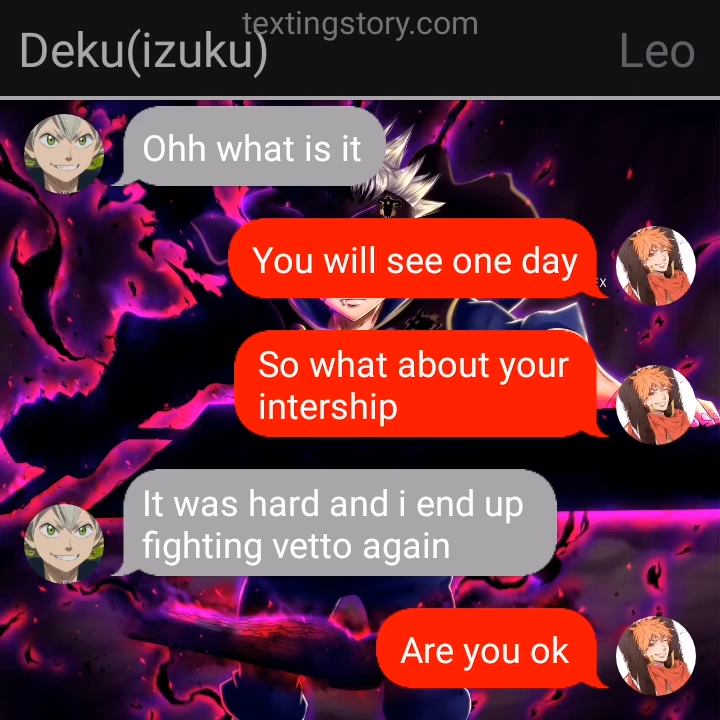 textingstory.com
Deku(izuku)
Leo
Ohh what is it
You will see one day
EX
So what about your
intership
It was hard and i end up
fighting vetto again
Are you ok